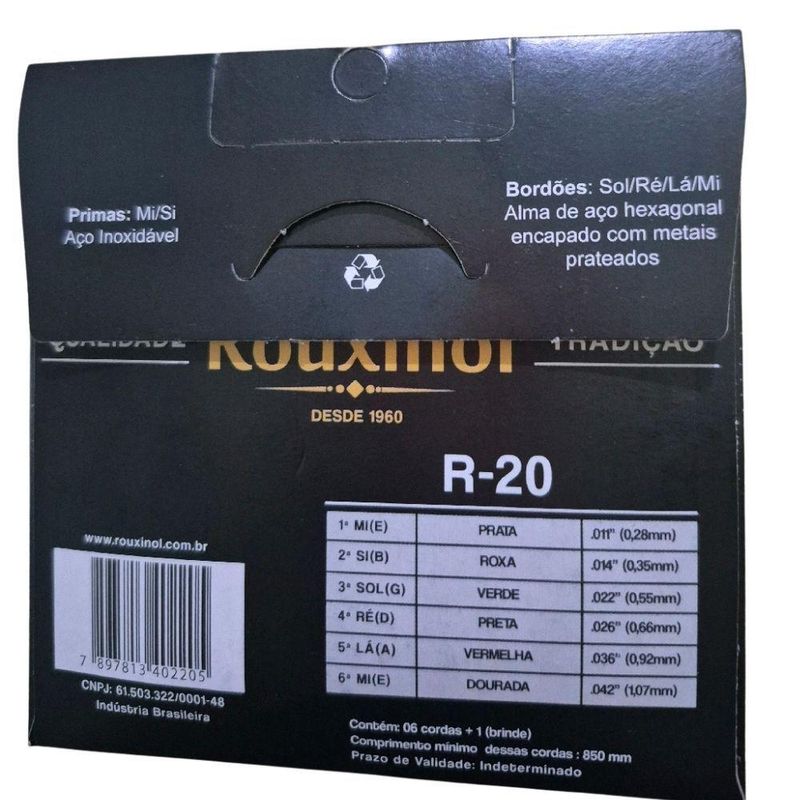 Primas: Mi/Si
Aço Inoxidável
Bordões: Sol/Ré/Lá/Mi
Alma de aço hexagonal
encapado com metais
prateados
QUALIDADE Rouxinol TRADIÇÃO
DESDE 1960
R-20
1ª MI(E) PRATA .011” (0,28mm)
2ª SI(B) ROXA .014” (0,35mm)
3ª SOL(G) VERDE .022” (0,55mm)
4ª RÉ(D) PRETA .026” (0,66mm)
5ª LÁ(A) VERMELHA .036” (0,92mm)
6ª MI(E) DOURADA .042” (1,07mm)
www.rouxinol.com.br
7 897813 402205
CNPJ: 61.503.322/0001-48
Indústria Brasileira
Contém: 06 cordas + 1 (brinde)
Comprimento mínimo dessas cordas : 850 mm
Prazo de Validade: Indeterminado